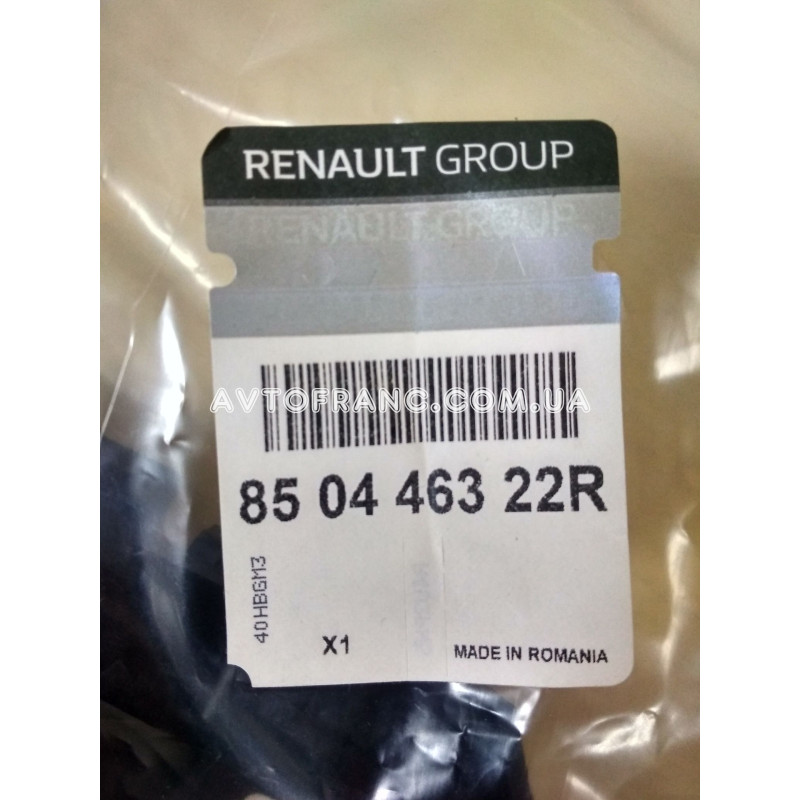 RENAULT GROUP
RENAULT GROUP
AVTOFRANC.COM.UA
85 04 463 22R
40HBGM3
X1
MADE IN ROMANIA